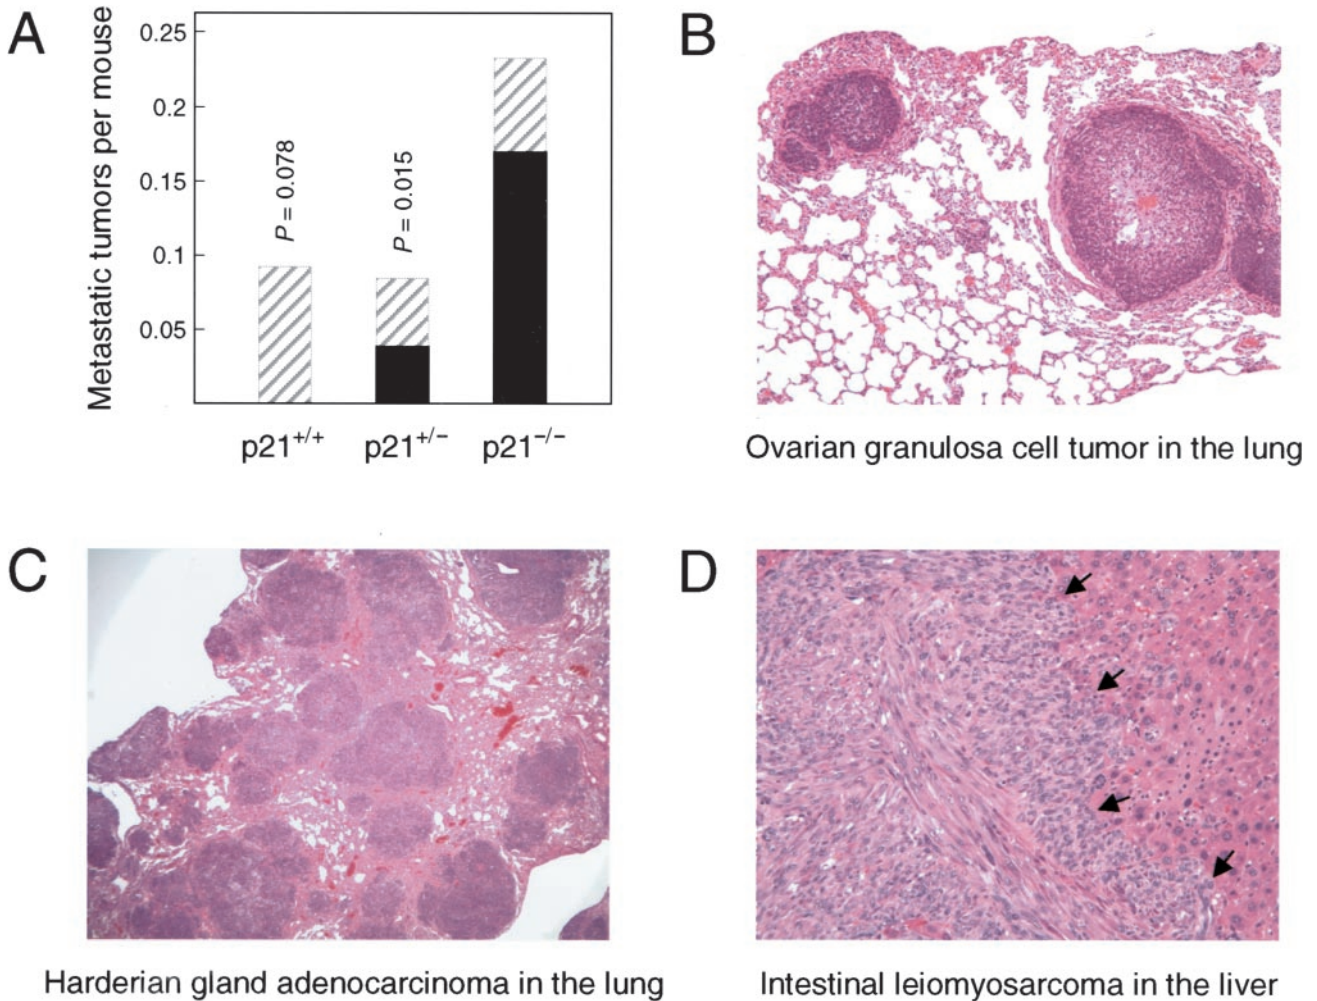 A
Metastatic tumors per mouse
0.25
0.2
0.15
0.1
0.05
P = 0.078
P = 0.015
p21+/+
p21+/−
p21−/−
B
Ovarian granulosa cell tumor in the lung
C
Harderian gland adenocarcinoma in the lung
D
Intestinal leiomyosarcoma in the liver